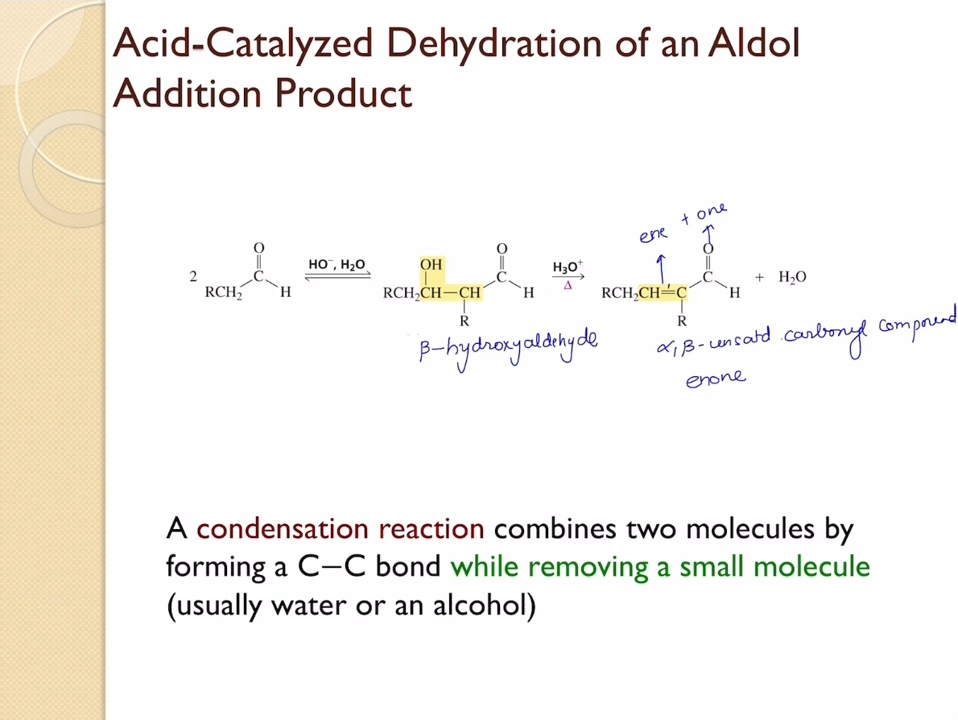 Acid-Catalyzed Dehydration of an Aldol
Addition Product
ene + one
O
2 RCH₂ C H
HO⁻, H₂O
OH O
RCH₂CH—CH C H
R
H₃O⁺
Δ
O
RCH₂CH=C C H + H₂O
R
β-hydroxyaldehyde
α,β-unsatd carbonyl compound
enone
A condensation reaction combines two molecules by
forming a C—C bond while removing a small molecule
(usually water or an alcohol)